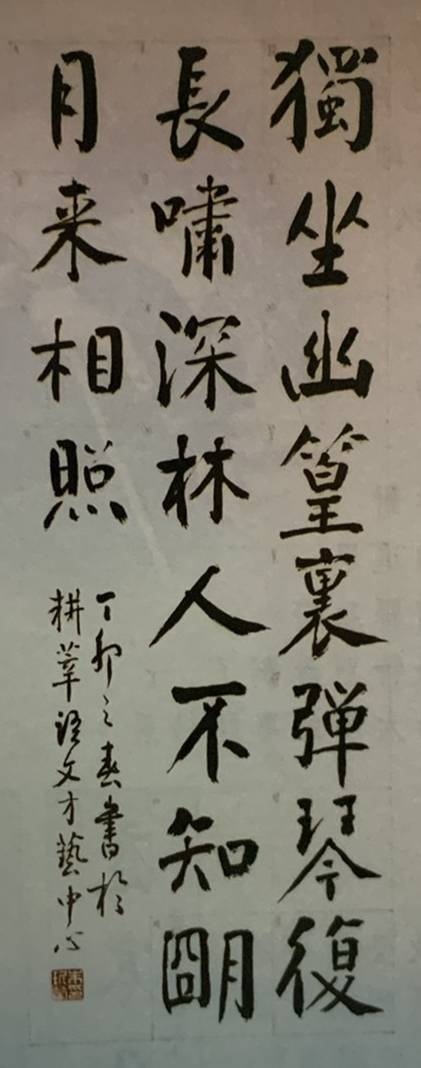 獨坐幽篁裏彈琴復
長嘯深林人不知朙
月来相照
丁卯之春書於
耕莘語文才藝中心